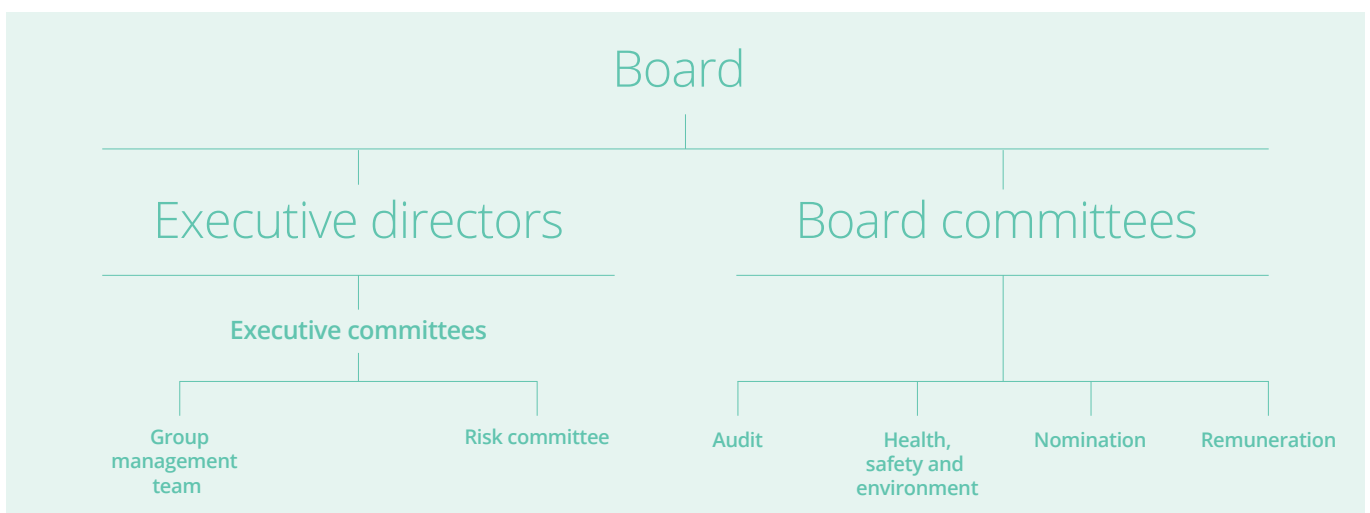 Board
Executive directors
Board committees
Executive committees
Group
management
team
Risk committee
Audit
Health,
safety and
environment
Nomination
Remuneration